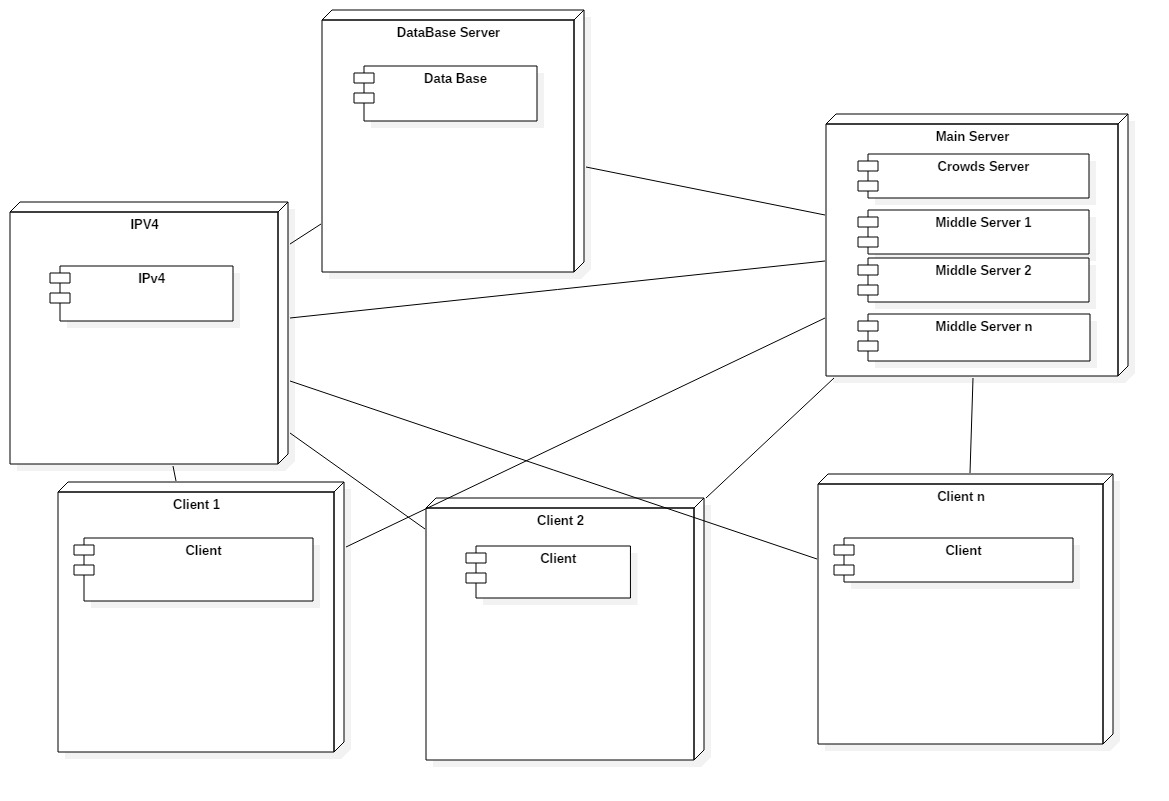 DataBase Server
Data Base
Main Server
Crowds Server
Middle Server 1
Middle Server 2
Middle Server n
IPV4
IPv4
Client 1
Client
Client 2
Client
Client n
Client